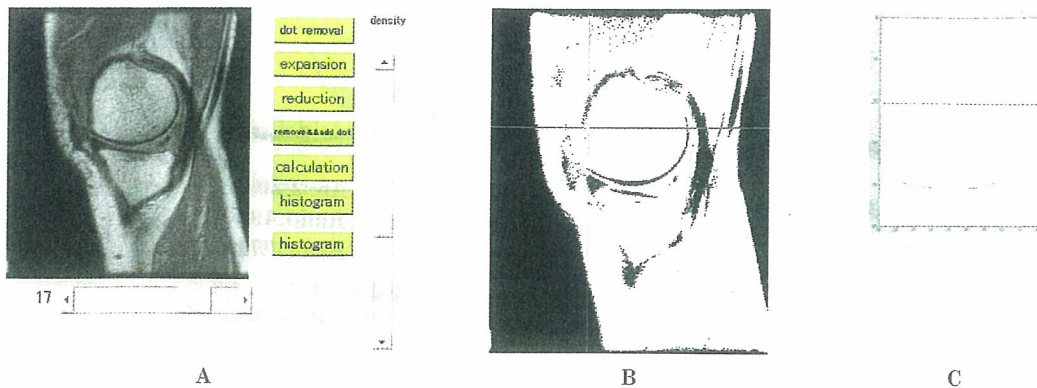 dot removal
density
expansion
reduction
remove&&add dot
calculation
histogram
histogram
17
A
B
C